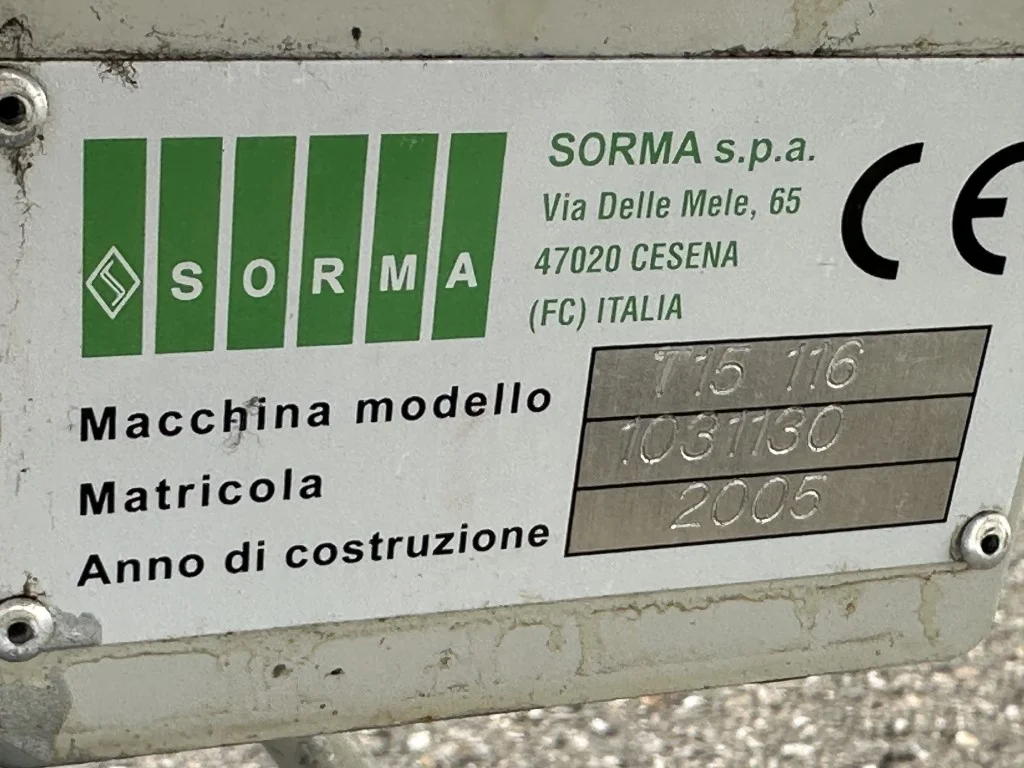 SORMA
SORMA s.p.a.
Via Delle Mele, 65
47020 CESENA
(FC) ITALIA
CE
Macchina modello T15 116
Matricola 1031130
Anno di costruzione 2005